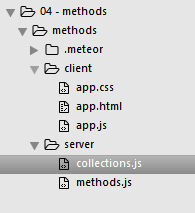 04 - methods
methods
.meteor
client
app.css
app.html
app.js
server
collections.js
methods.js